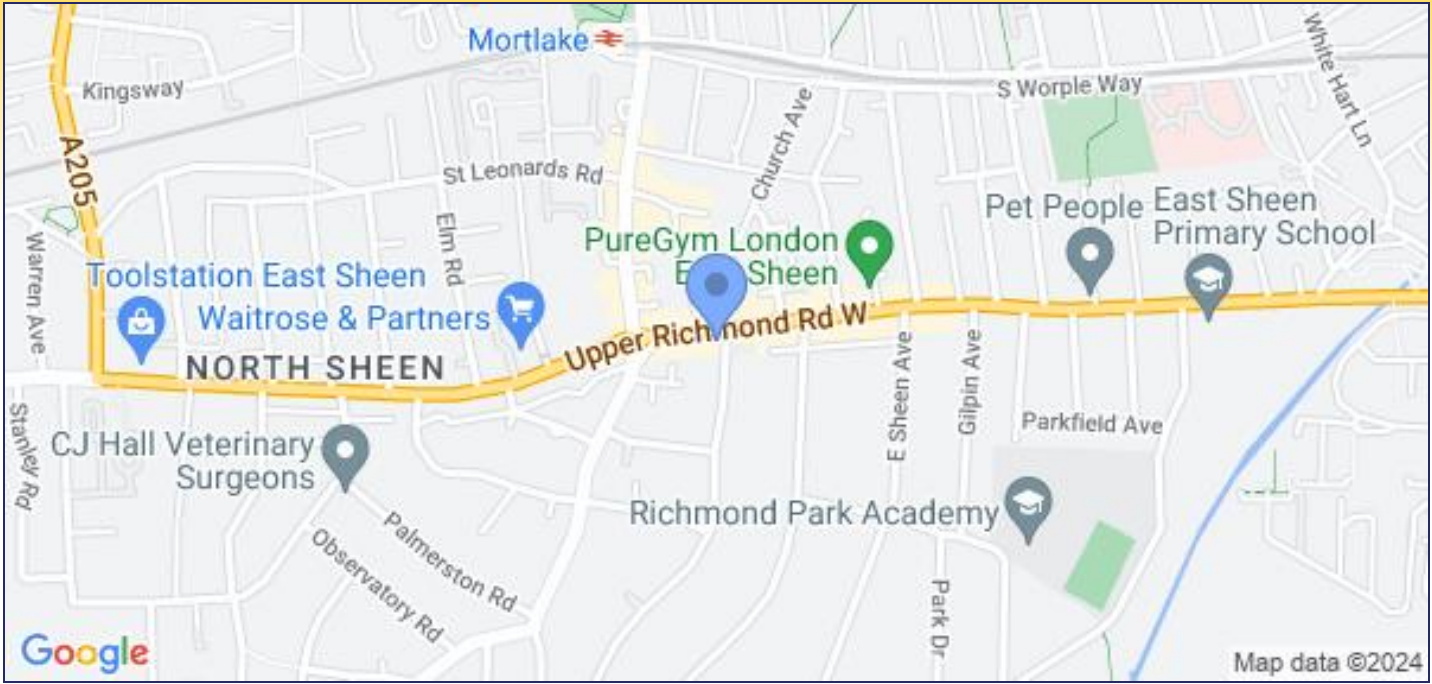 Mortlake
Kingsway
S Worple Way
White Hart Ln
A205
Church Ave
St Leonards Rd
Elm Rd
Pet People
East Sheen
Primary School
PureGym London
E Sheen
Warren Ave
Toolstation East Sheen
Waitrose & Partners
Upper Richmond Rd W
NORTH SHEEN
E Sheen Ave
Gilpin Ave
Parkfield Ave
Stanley Rd
CJ Hall Veterinary
Surgeons
Richmond Park Academy
Palmerston Rd
Observatory Rd
Park Dr
Google
Map data ©2024